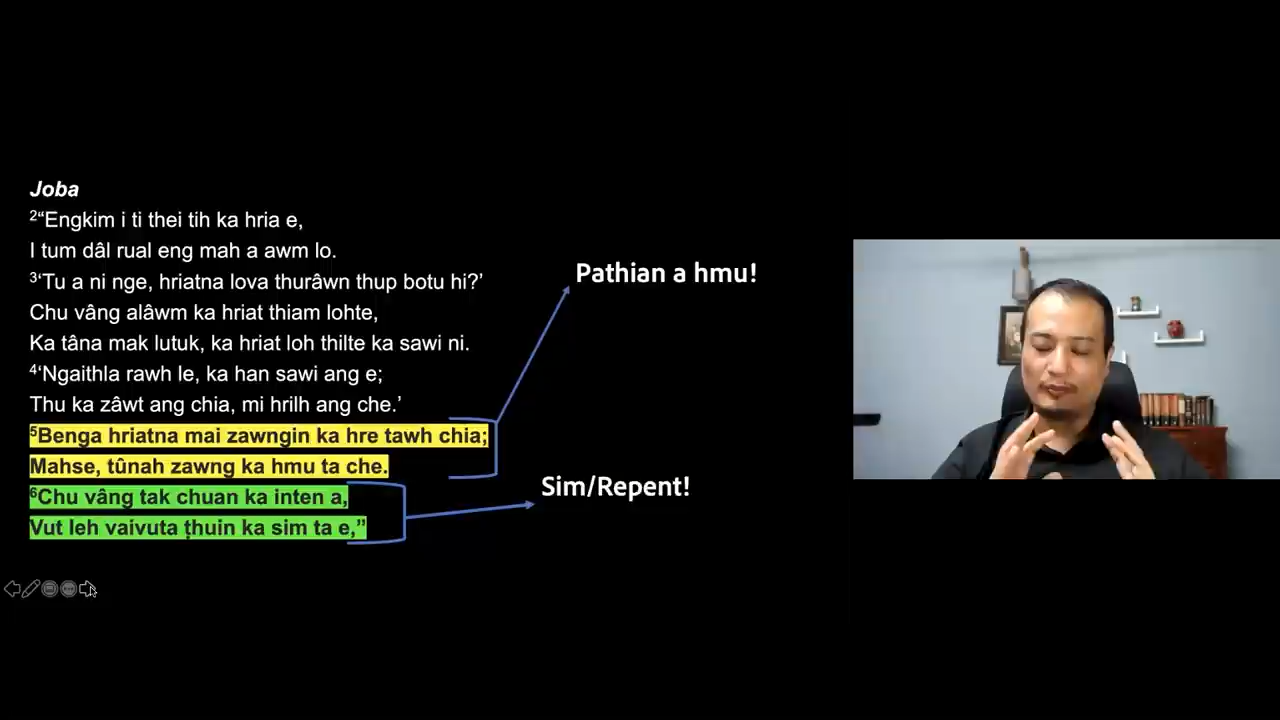 Joba
²“Engkim i ti thei tih ka hria e,
I tum dâl rual eng mah a awm lo.
³‘Tu a ni nge, hriatna lova thurâwn thup botu hi?’
Chu vâng alâwm ka hriat thiam lohte,
Ka tâna mak lutuk, ka hriat loh thilte ka sawi ni.
⁴‘Ngaithla rawh le, ka han sawi ang e;
Thu ka zâwt ang chia, mi hrilh ang che.’
⁵Benga hriatna mai zawngin ka hre tawh chia;
Mahse, tûnah zawng ka hmu ta che.
⁶Chu vâng tak chuan ka inten a,
Vut leh vaivuta ṭhuin ka sim ta e,”
Pathian a hmu!
Sim/Repent!